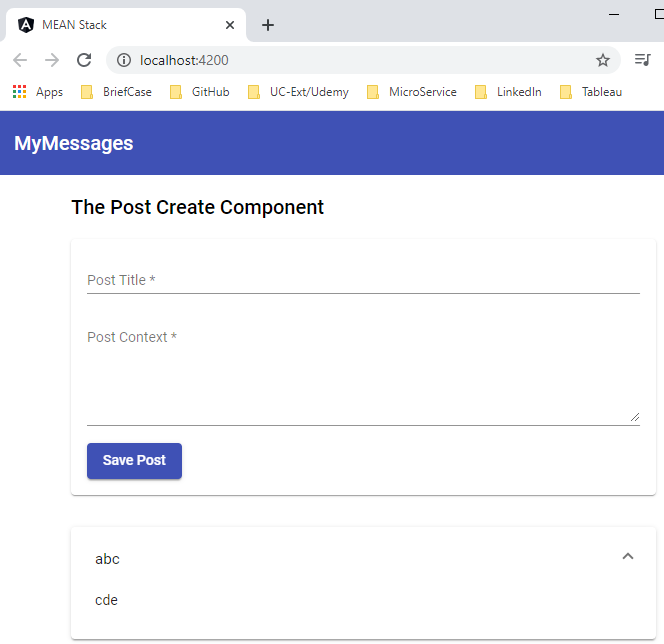 MEAN Stack
localhost:4200
Apps BriefCase GitHub UC-Ext/Udemy MicroService LinkedIn Tableau
MyMessages
The Post Create Component
Post Title *
Post Context *
Save Post
abc
cde